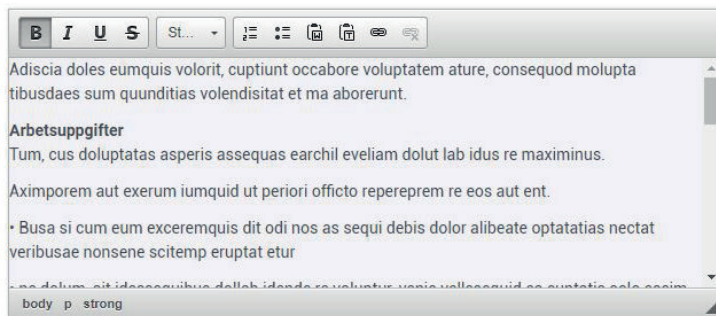 B I U S St...
Adiscia doles eumquis volorit, cuptiunt occabore voluptatem ature, consequod molupta
tibusdaes sum quunditias volendisitat et ma aborerunt.
Arbetsuppgifter
Tum, cus doluptatas asperis assequas earchil eveliam dolut lab idus re maximinus.
Aximporem aut exerum iumquid ut periori officto repereprem re eos aut ent.
• Busa si cum eum exceremquis dit odi nos as sequi debis dolor alibeate optatatias nectat
veribusae nonsene scitemp eruptat etur
body p strong